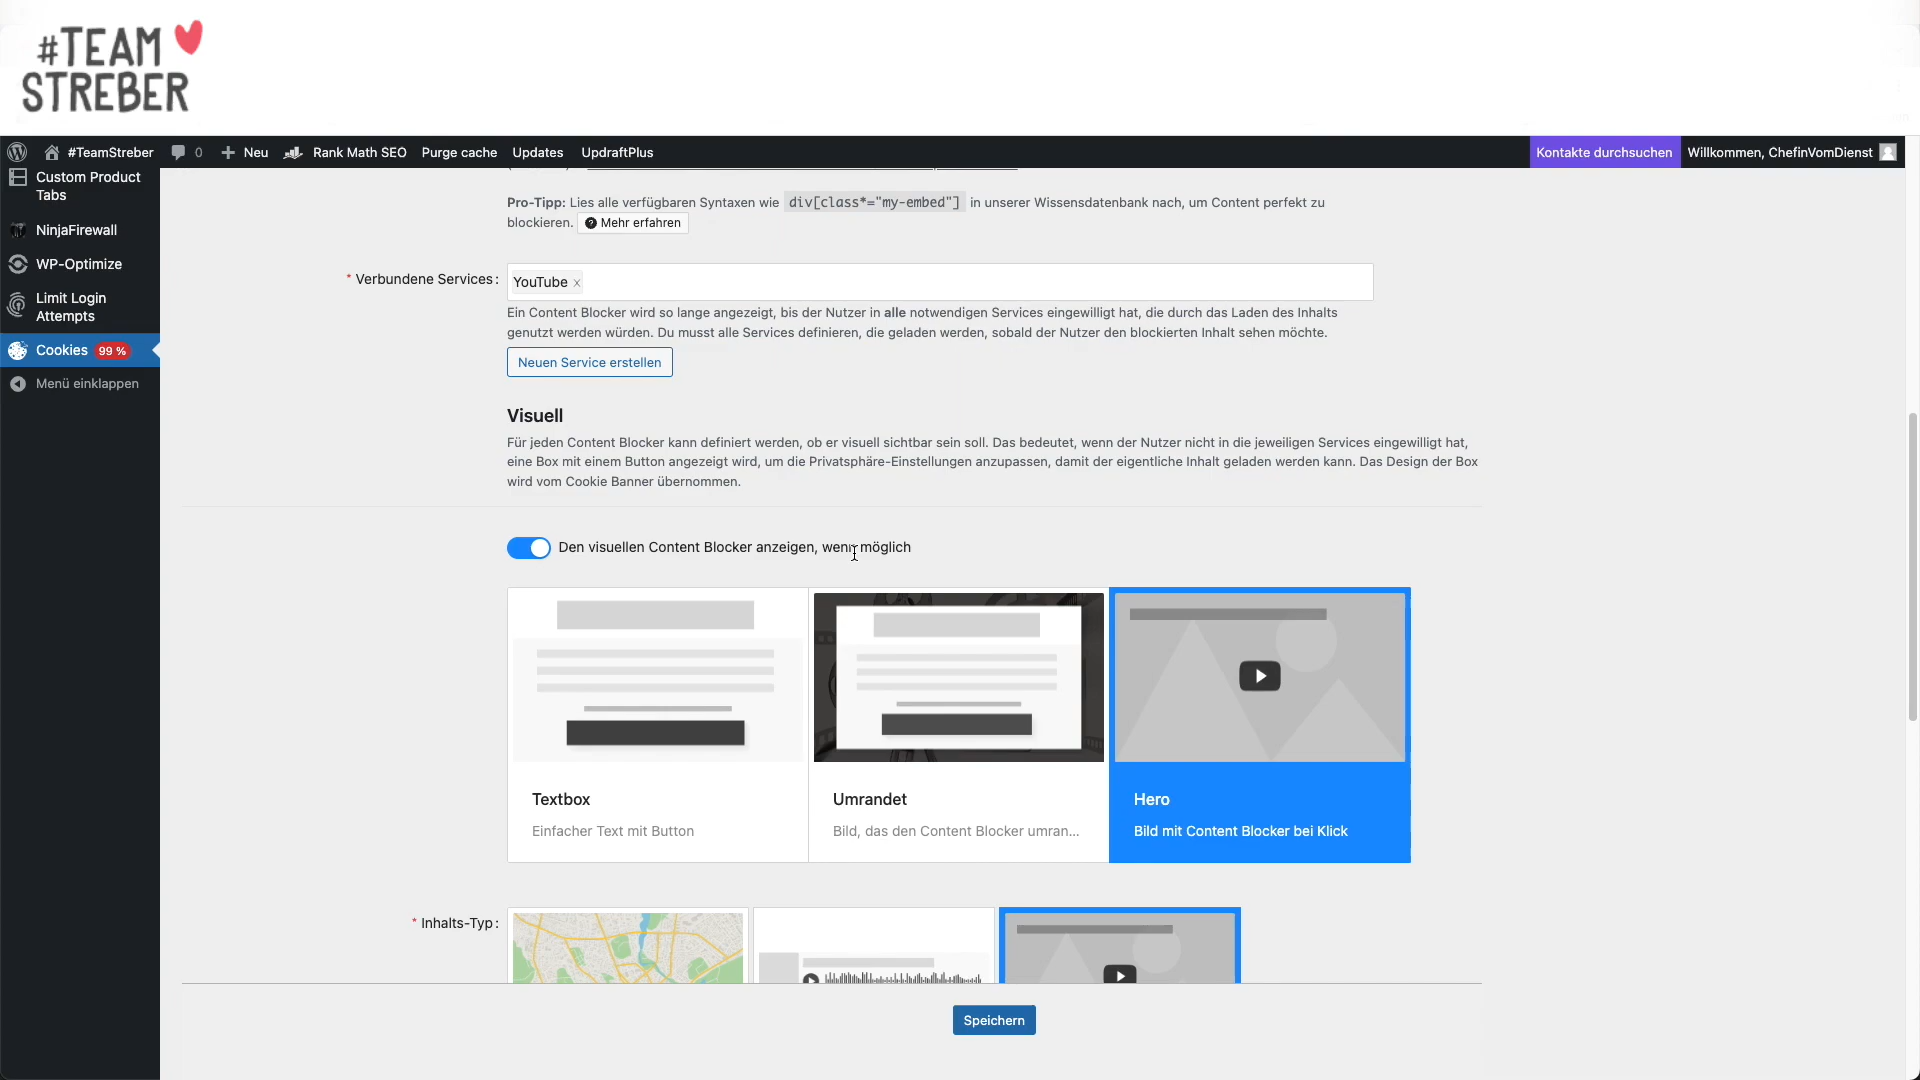 #TEAM
STREBER
#TeamStreber
0
Neu
Rank Math SEO
Purge cache
Updates
UpdraftPlus
Kontakte durchsuchen
Willkommen, ChefinVomDienst
Custom Product
Tabs
NinjaFirewall
WP-Optimize
Limit Login
Attempts
Cookies 99 %
Menü einklappen
Pro-Tipp: Lies alle verfügbaren Syntaxen wie div[class*="my-embed"] in unserer Wissensdatenbank nach, um Content perfekt zu
blockieren. Mehr erfahren
* Verbundene Services:
YouTube ×
Ein Content Blocker wird so lange angezeigt, bis der Nutzer in alle notwendigen Services eingewilligt hat, die durch das Laden des Inhalts
genutzt werden würden. Du musst alle Services definieren, die geladen werden, sobald der Nutzer den blockierten Inhalt sehen möchte.
Neuen Service erstellen
Visuell
Für jeden Content Blocker kann definiert werden, ob er visuell sichtbar sein soll. Das bedeutet, wenn der Nutzer nicht in die jeweiligen Services eingewilligt hat,
eine Box mit einem Button angezeigt wird, um die Privatsphäre-Einstellungen anzupassen, damit der eigentliche Inhalt geladen werden kann. Das Design der Box
wird vom Cookie Banner übernommen.
Den visuellen Content Blocker anzeigen, wenn möglich
Textbox
Einfacher Text mit Button
Umrandet
Bild, das den Content Blocker umran...
Hero
Bild mit Content Blocker bei Klick
* Inhalts-Typ:
Speichern